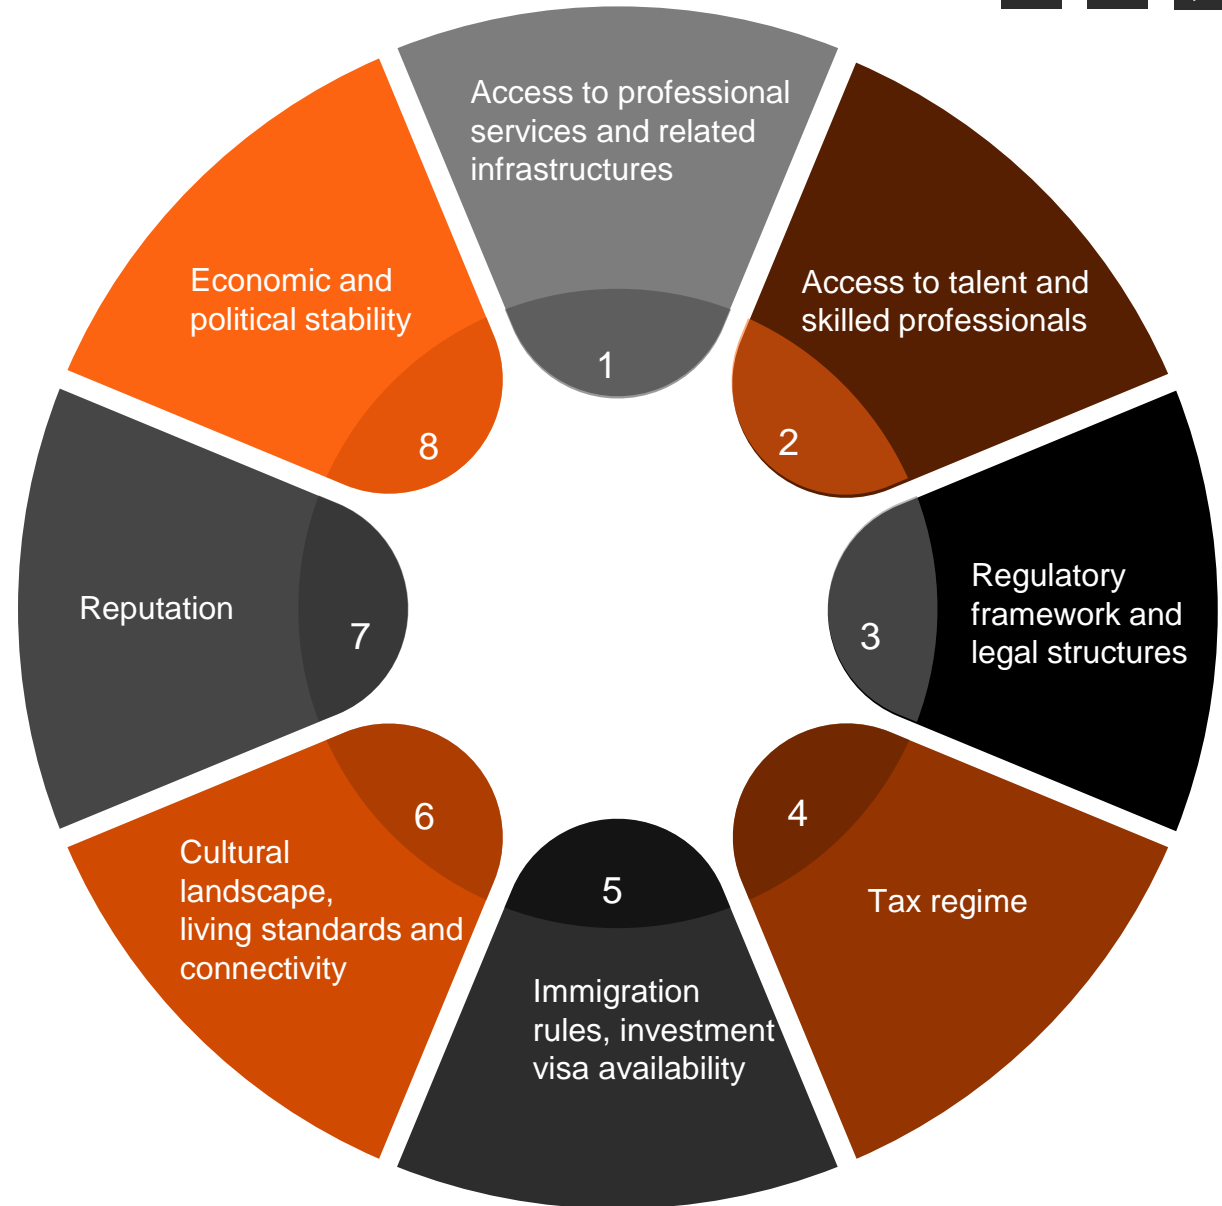 Access to professional
services and related
infrastructures
1
Access to talent and
skilled professionals
2
Regulatory
framework and
legal structures
3
Tax regime
4
Immigration
rules, investment
visa availability
5
Cultural
landscape,
living standards and
connectivity
6
Reputation
7
Economic and
political stability
8